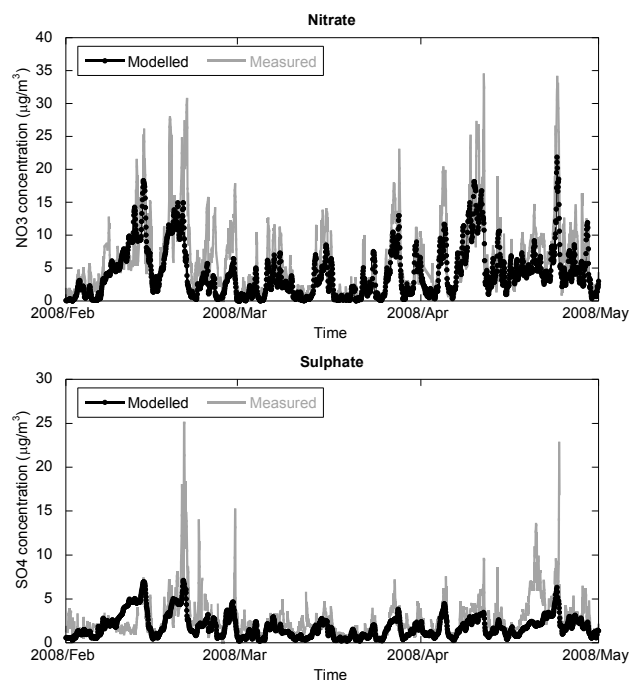 Nitrate
40
35
30
25
20
15
10
5
0
NO3 concentration (µg/m³)
Modelled Measured
2008/Feb 2008/Mar 2008/Apr 2008/May
Time
Sulphate
30
25
20
15
10
5
0
SO4 concentration (µg/m³)
Modelled Measured
2008/Feb 2008/Mar 2008/Apr 2008/May
Time